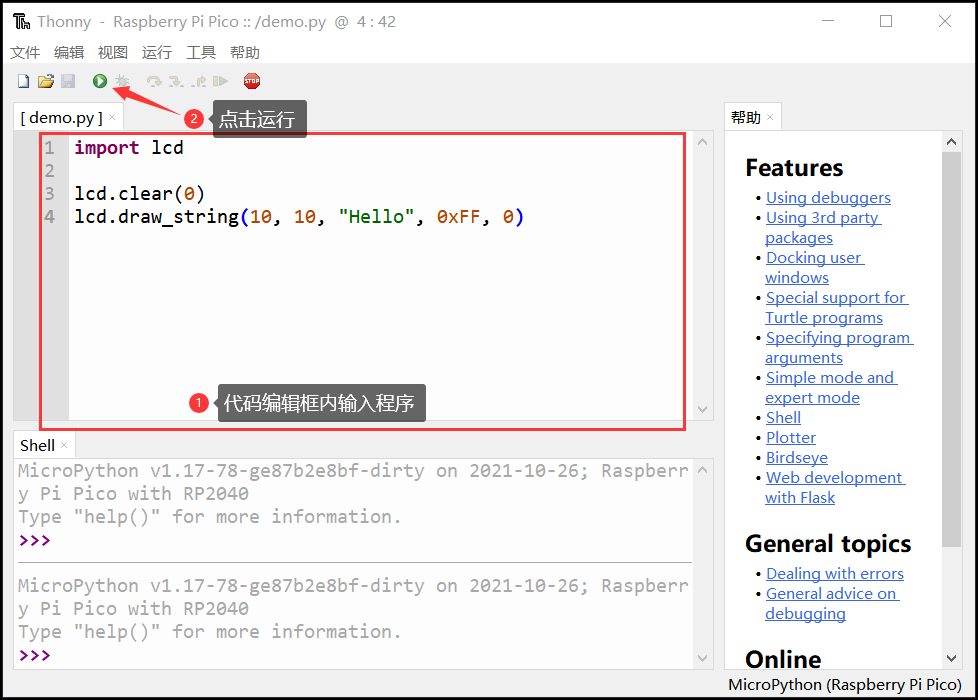 Thonny - Raspberry Pi Pico :: /demo.py @ 4 : 42
文件 编辑 视图 运行 工具 帮助
STOP
[ demo.py ] ×
2 点击运行
1 import lcd
2
3 lcd.clear(0)
4 lcd.draw_string(10, 10, "Hello", 0xFF, 0)
1 代码编辑框内输入程序
Shell ×
MicroPython v1.17-78-ge87b2e8bf-dirty on 2021-10-26; Raspberr
y Pi Pico with RP2040
Type "help()" for more information.
>>>
MicroPython v1.17-78-ge87b2e8bf-dirty on 2021-10-26; Raspberr
y Pi Pico with RP2040
Type "help()" for more information.
>>>
帮助 ×
Features
• Using debuggers
• Using 3rd party
packages
• Docking user
windows
• Special support for
Turtle programs
• Specifying program
arguments
• Simple mode and
expert mode
• Shell
• Plotter
• Birdseye
• Web development
with Flask
General topics
• Dealing with errors
• General advice on
debugging
Online
MicroPython (Raspberry Pi Pico)